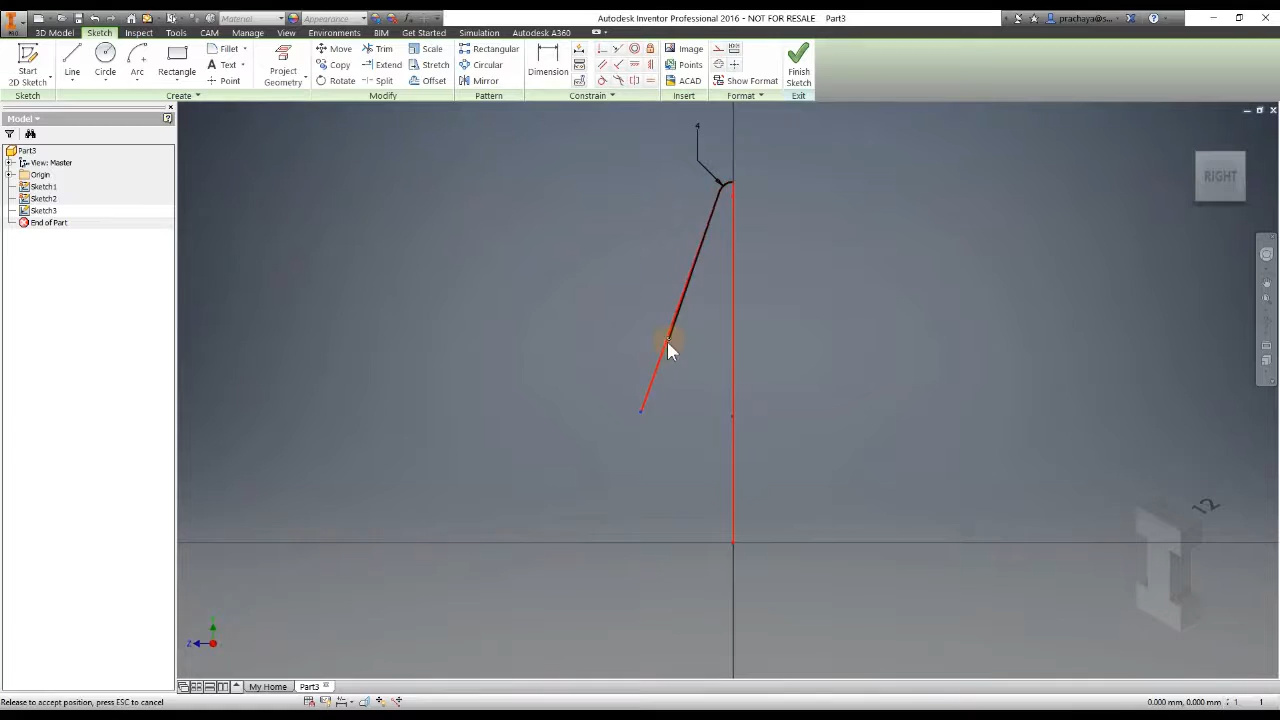 Material
Appearance
Autodesk Inventor Professional 2016 - NOT FOR RESALE Part3
prachaya@s...
PRO
3D Model Sketch Inspect Tools CAM Manage View Environments BIM Get Started Simulation Autodesk A360
Start
2D Sketch
Line
Circle
Arc
Rectangle
Fillet
Text
Point
Project
Geometry
Move
Copy
Rotate
Trim
Extend
Split
Scale
Stretch
Offset
Rectangular
Circular
Mirror
Dimension
Image
Points
ACAD
Show Format
Finish
Sketch
Sketch Create Modify Pattern Constrain Insert Format Exit
Model
Part3
View: Master
Origin
Sketch1
Sketch2
Sketch3
End of Part
4
RIGHT
12
Z
My Home Part3
Release to accept position, press ESC to cancel
0.000 mm, 0.000 mm 1 1